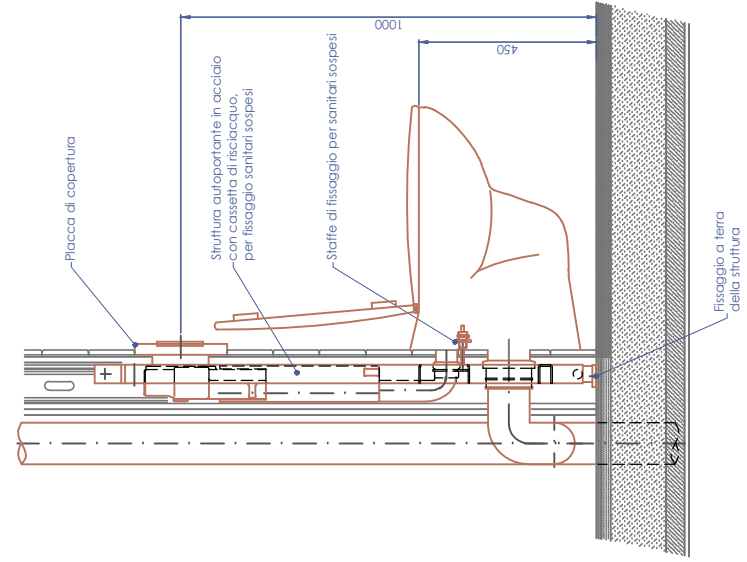 1000
450
Placca di copertura
Struttura autoportante in acciaio
con cassetta di risciacquo,
per fissaggio sanitari sospesi
Staffe di fissaggio per sanitari sospesi
Fissaggio a terra
della struttura